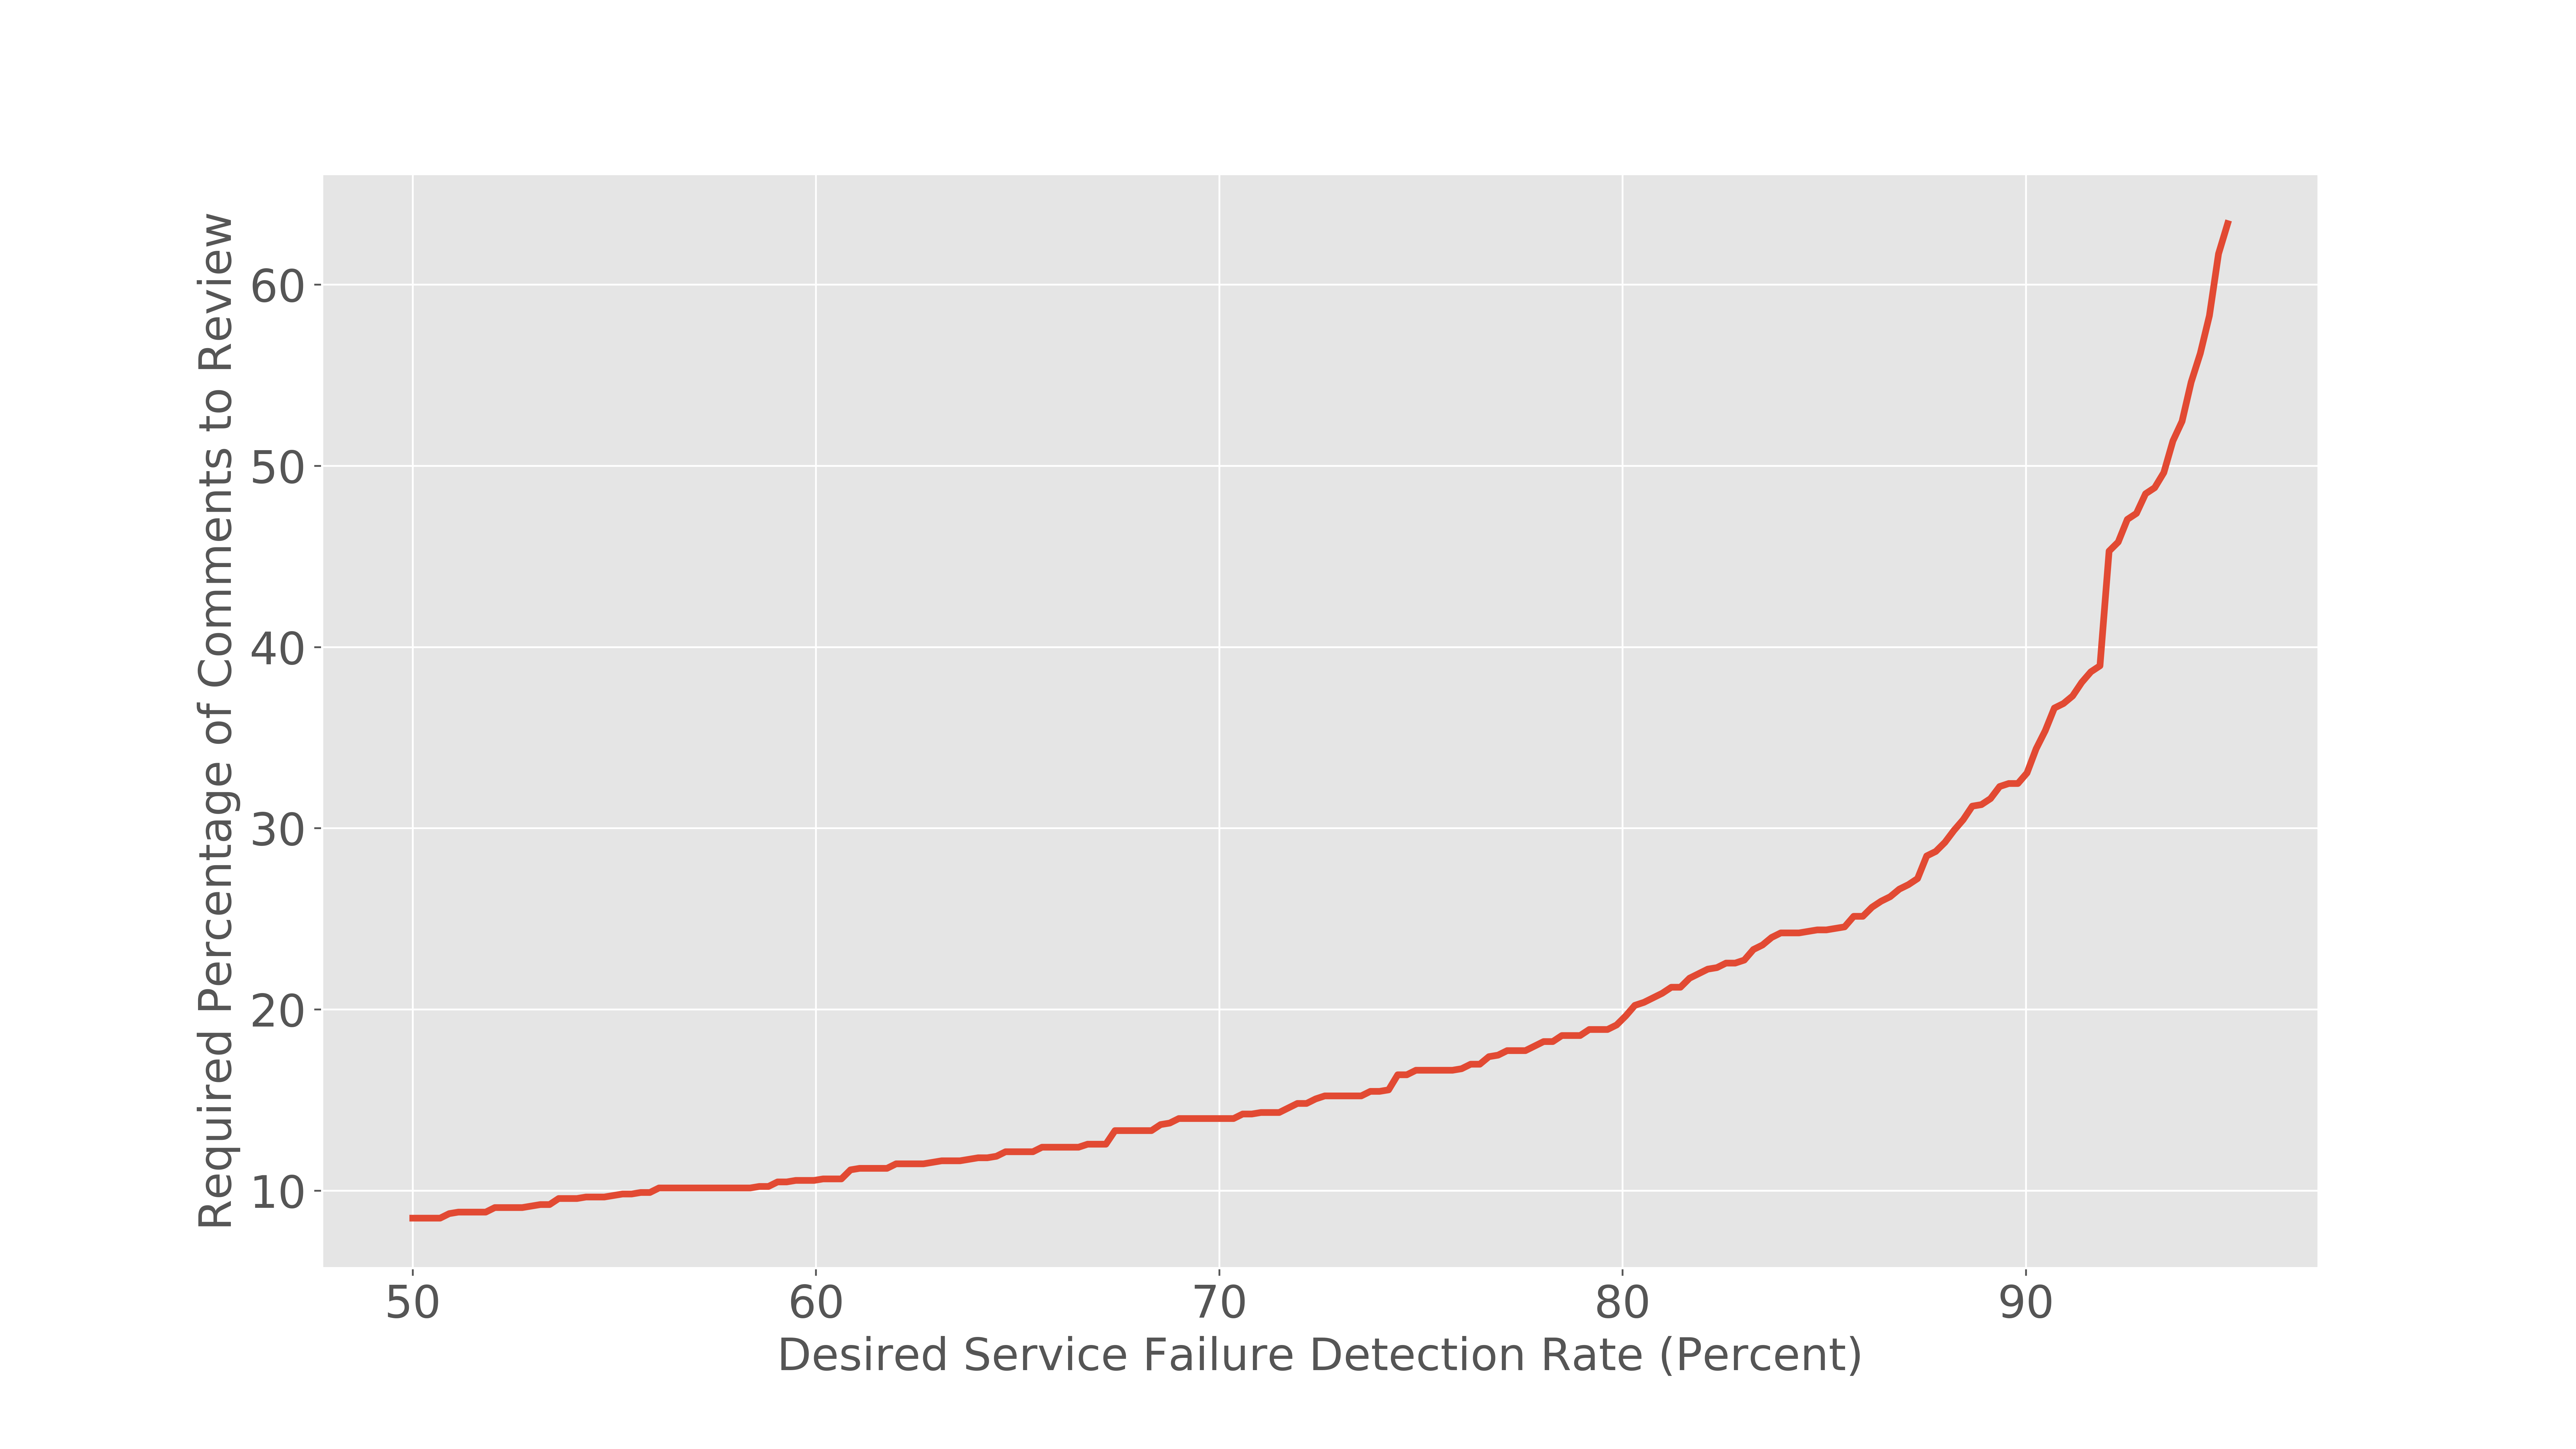 Required Percentage of Comments to Review
60
50
40
30
20
10
50 60 70 80 90
Desired Service Failure Detection Rate (Percent)